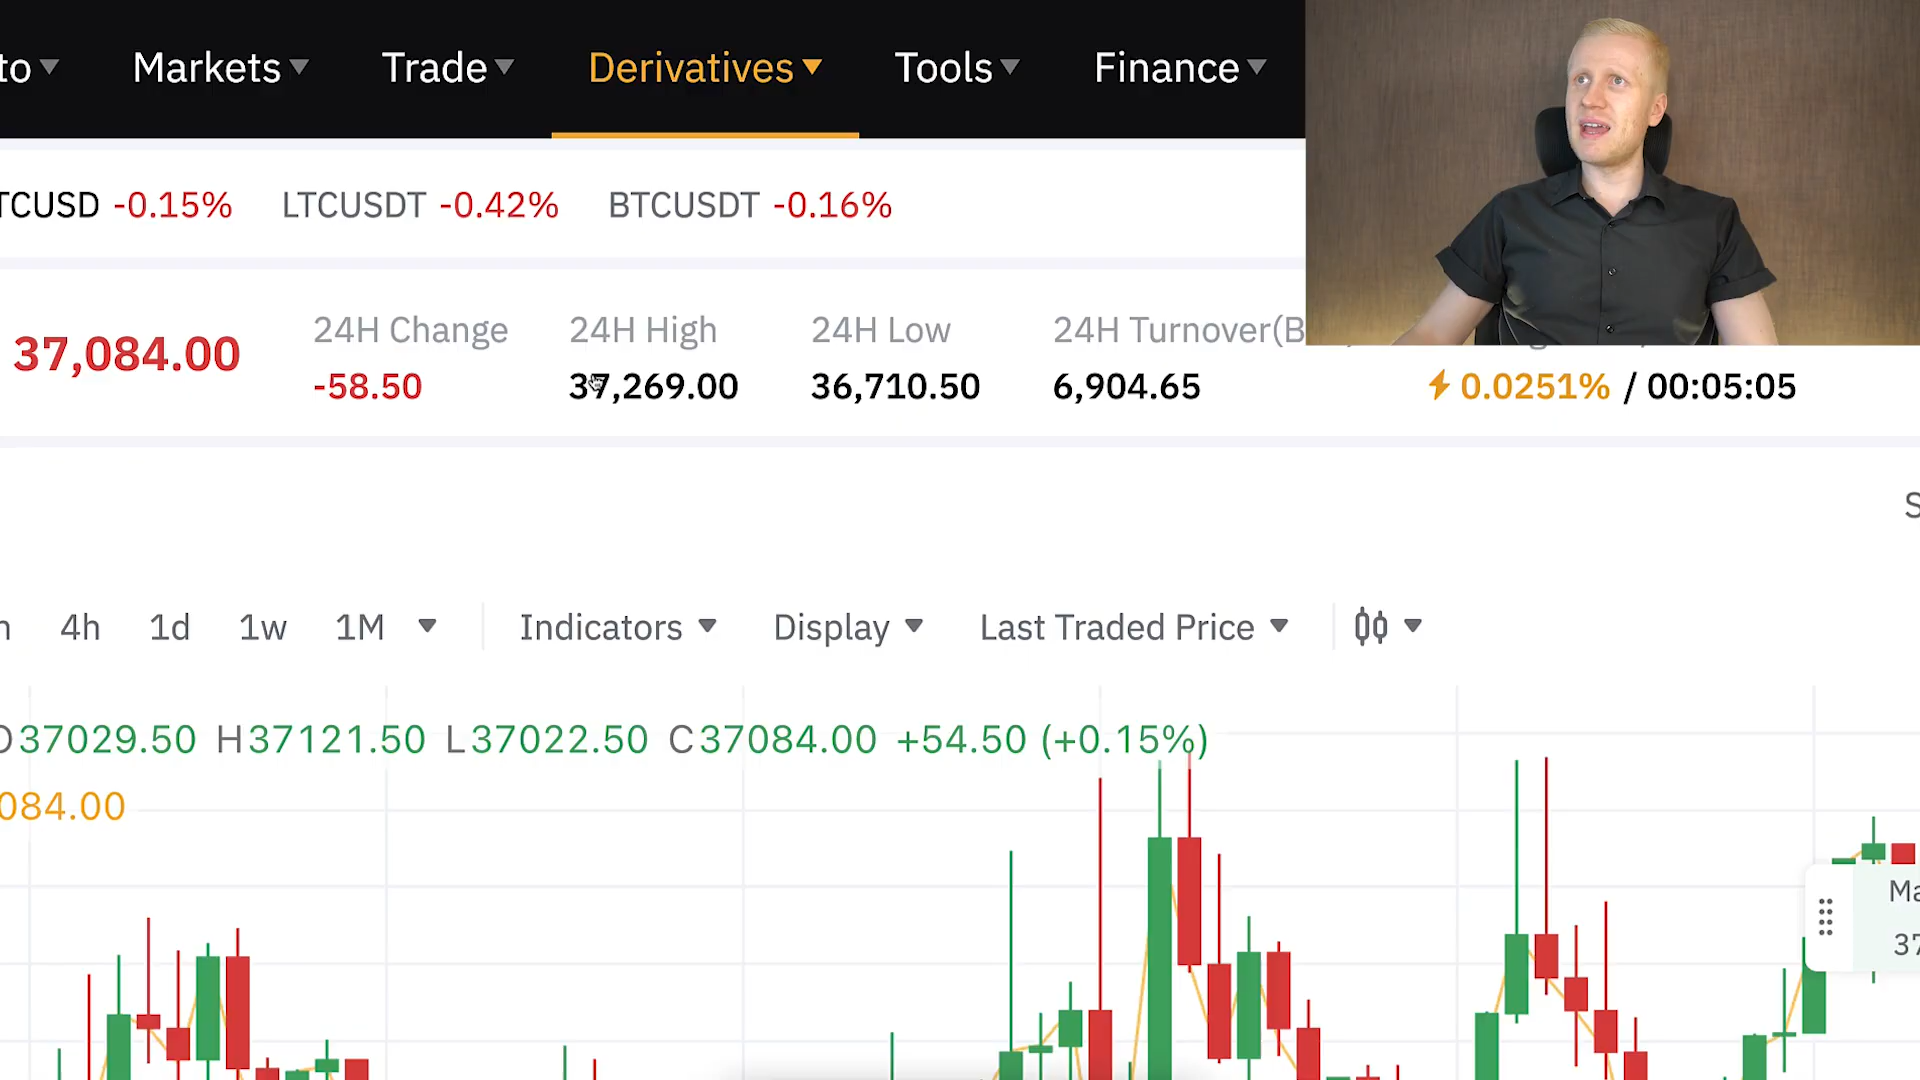 to Markets Trade Derivatives Tools Finance
TCUSD -0.15% LTCUSDT -0.42% BTCUSDT -0.16%
37,084.00
24H Change 24H High 24H Low 24H Turnover(B
-58.50 37,269.00 36,710.50 6,904.65 0.0251% / 00:05:05
S
4h 1d 1w 1M Indicators Display Last Traded Price
O37029.50 H37121.50 L37022.50 C37084.00 +54.50 (+0.15%)
084.00
Ma
37